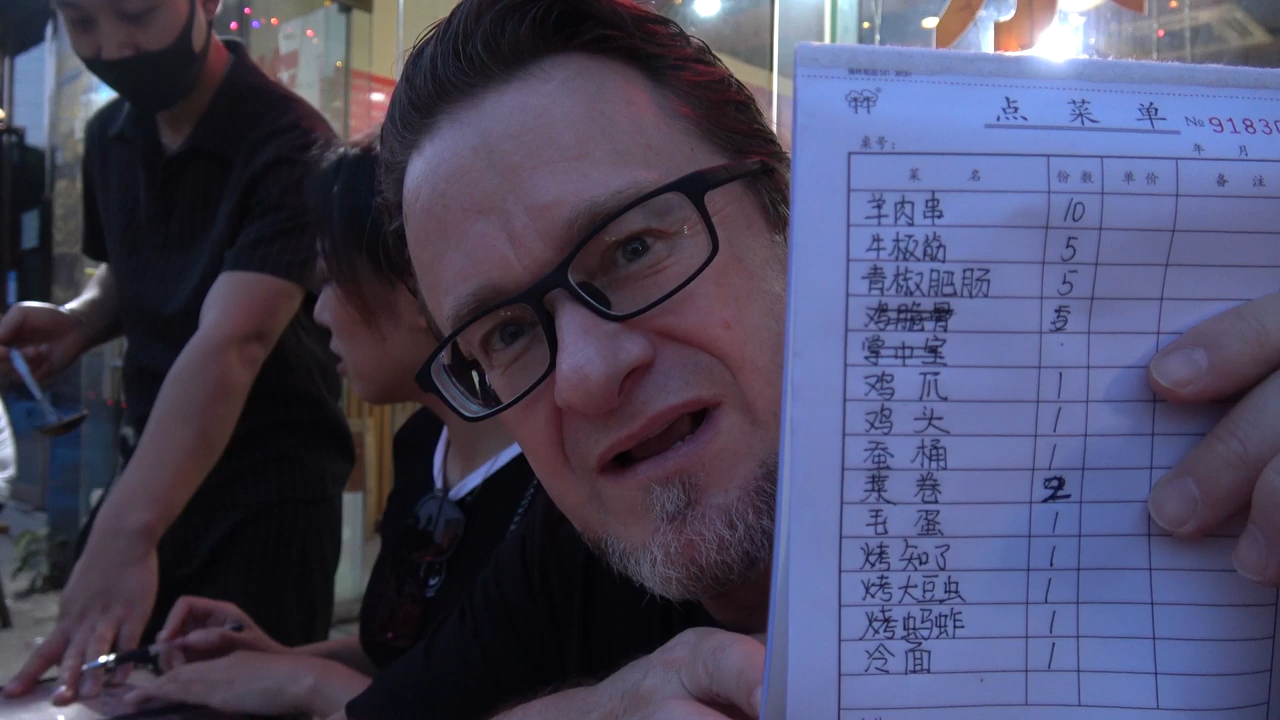 点菜单 № 9183
桌号: 年 月
菜 名 份数 单价 备 注
羊肉串 10
牛板筋 5
青椒肥肠 5
鸡脆骨 5
掌中宝
鸡爪 1
鸡头 1
蚕桶 1
菜卷 2
毛蛋 1
烤知了 1
烤大豆虫 1
烤蚂蚱 1
冷面 1